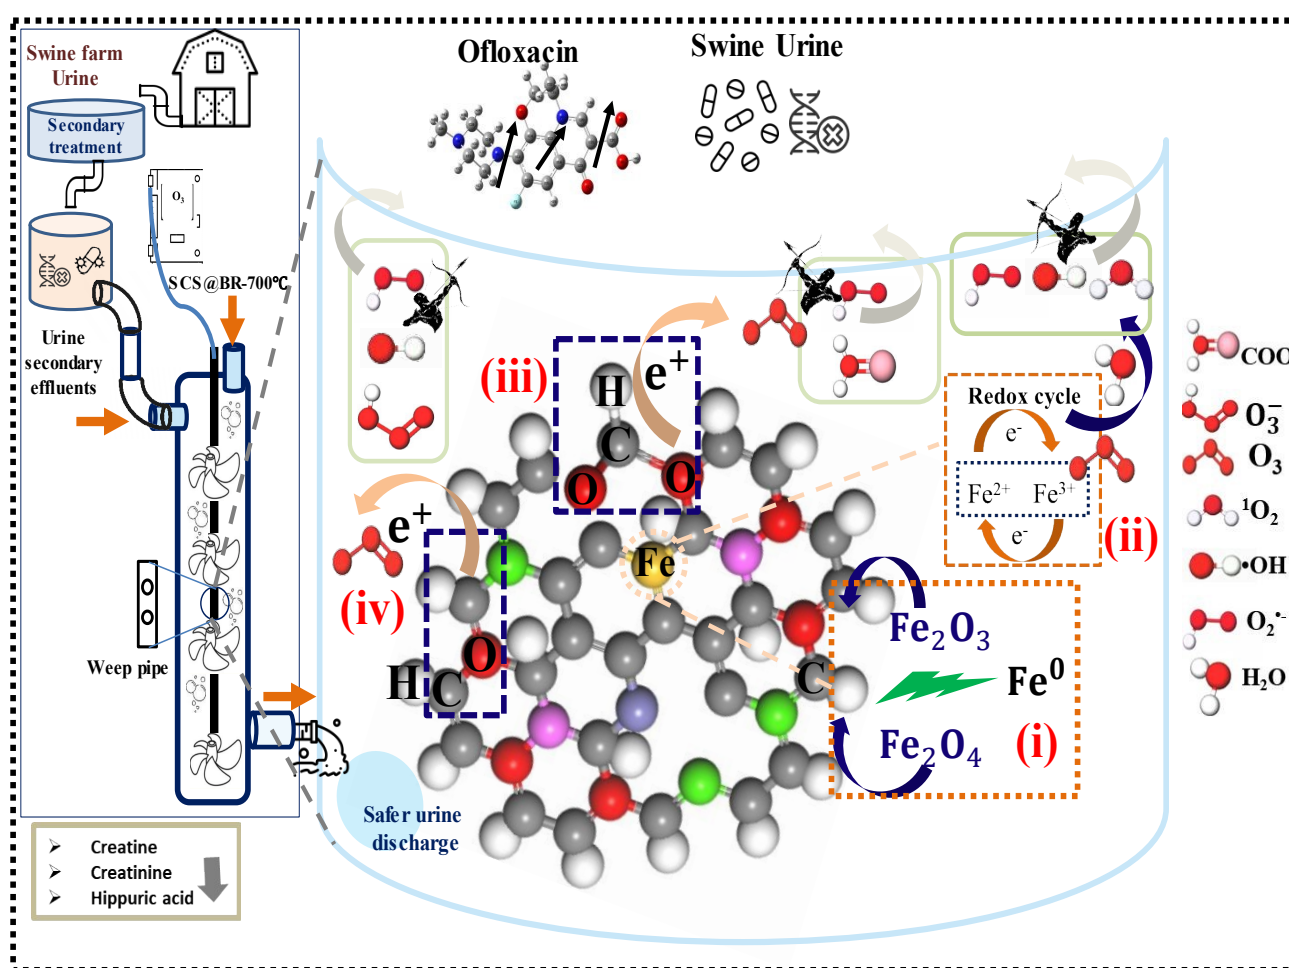 Swine farm
Urine
Secondary
treatment
O₃
SCS@BR-700℃
Urine
secondary
effluents
Weep pipe
Creatine
Creatinine
Hippuric acid
Safer urine
discharge
Ofloxacin
Swine Urine
(iii)
H
C
O
O
e⁺
e⁺
(iv)
O
H
C
Fe
C
Redox cycle
e⁻
Fe²⁺ Fe³⁺
e⁻
(ii)
Fe₂O₃
Fe⁰
Fe₂O₄
(i)
COO
O₃⁻
O₃
¹O₂
•OH
O₂•⁻
H₂O